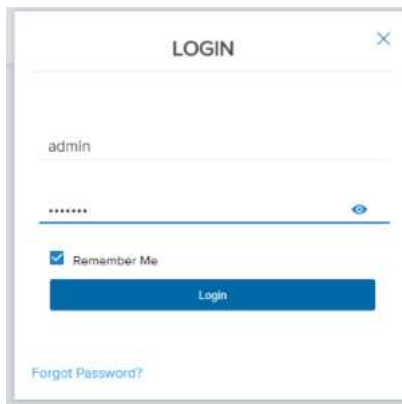 LOGIN
admin
•••••••
Remember Me
Login
Forgot Password?